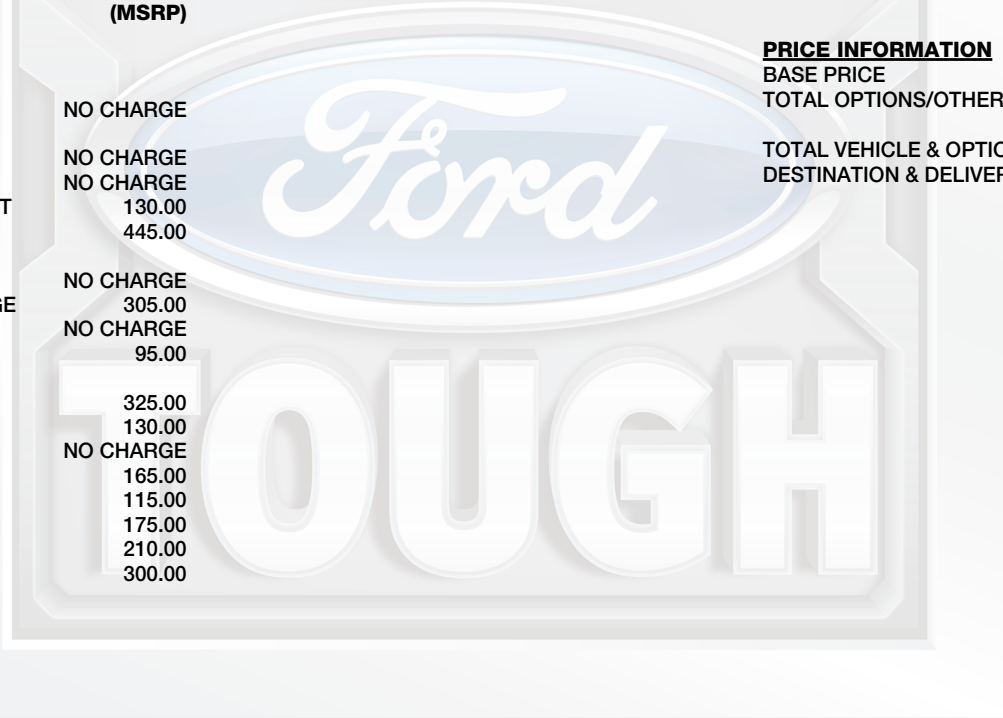 (MSRP)
PRICE INFORMATION
BASE PRICE
TOTAL OPTIONS/OTHER
TOTAL VEHICLE & OPTIO
DESTINATION & DELIVER
NO CHARGE
NO CHARGE
NO CHARGE
T 130.00
445.00
NO CHARGE
GE 305.00
NO CHARGE
95.00
325.00
130.00
NO CHARGE
165.00
115.00
175.00
210.00
300.00
Ford
TOUGH